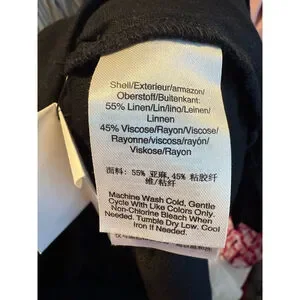 Shell/Exterieur/armazon/
Oberstoff/Buitenkant:
55% Linen/Lin/lino/Leinen/
Linnen
45% Viscose/Rayon/Viscose/
Rayonne/viscosa/rayón/
Viskose/Rayon
面料: 55% 亚麻, 45% 粘胶纤
维/粘纤
Machine Wash Cold, Gentle
Cycle With Like Colors Only.
Non-Chlorine Bleach When
Needed. Tumble Dry Low. Cool
Iron If Needed.